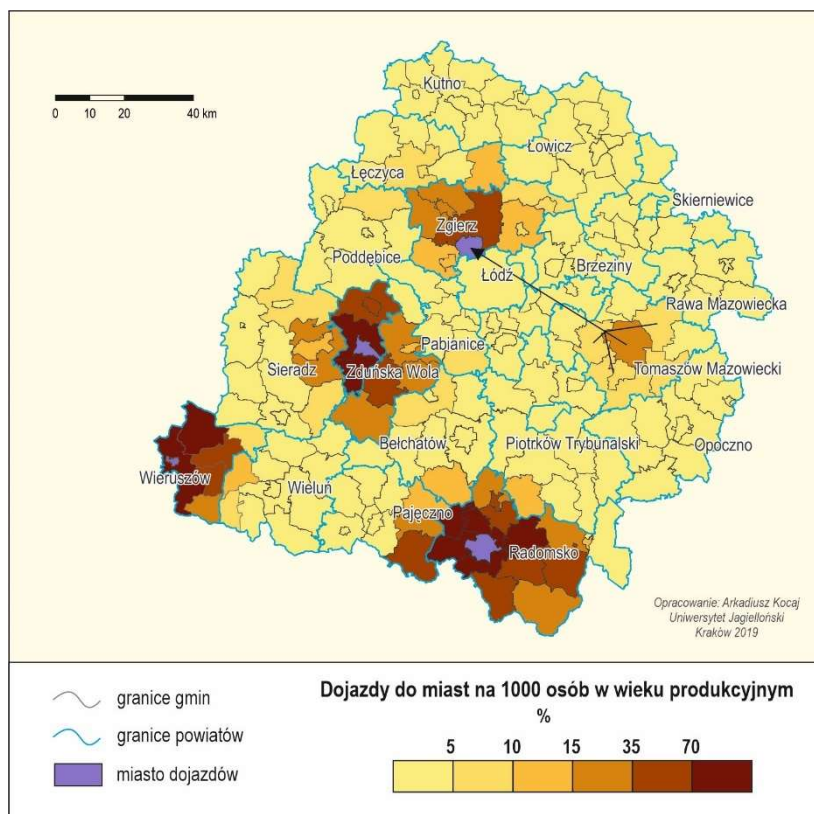 Kutno
0 10 20 40 km
Łowicz
Łęczyca
Skierniewice
Zgierz
Poddębice
Łódź
Brzeziny
Rawa Mazowiecka
Pabianice
Sieradz
Zduńska Wola
Tomaszów Mazowiecki
Bełchatów
Piotrków Trybunalski
Opoczno
Wieruszów
Wieluń
Pajęczno
Radomsko
Opracowanie: Arkadiusz Kocaj
Uniwersytet Jagielloński
Kraków 2019
granice gmin
granice powiatów
miasto dojazdów
Dojazdy do miast na 1000 osób w wieku produkcyjnym
%
5 10 15 35 70